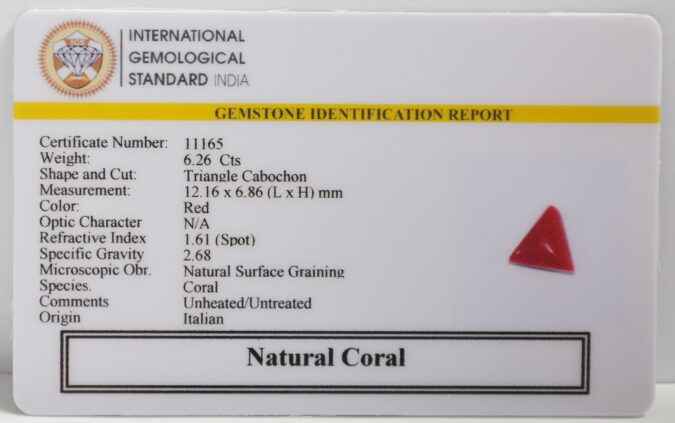 IGS
INTERNATIONAL
GEMOLOGICAL
STANDARD INDIA
GEMSTONE IDENTIFICATION REPORT
Certificate Number: 11165
Weight: 6.26 Cts
Shape and Cut: Triangle Cabochon
Measurement: 12.16 x 6.86 (L x H) mm
Color: Red
Optic Character N/A
Refractive Index 1.61 (Spot)
Specific Gravity 2.68
Microscopic Obr. Natural Surface Graining
Species. Coral
Comments Unheated/Untreated
Origin Italian
Natural Coral